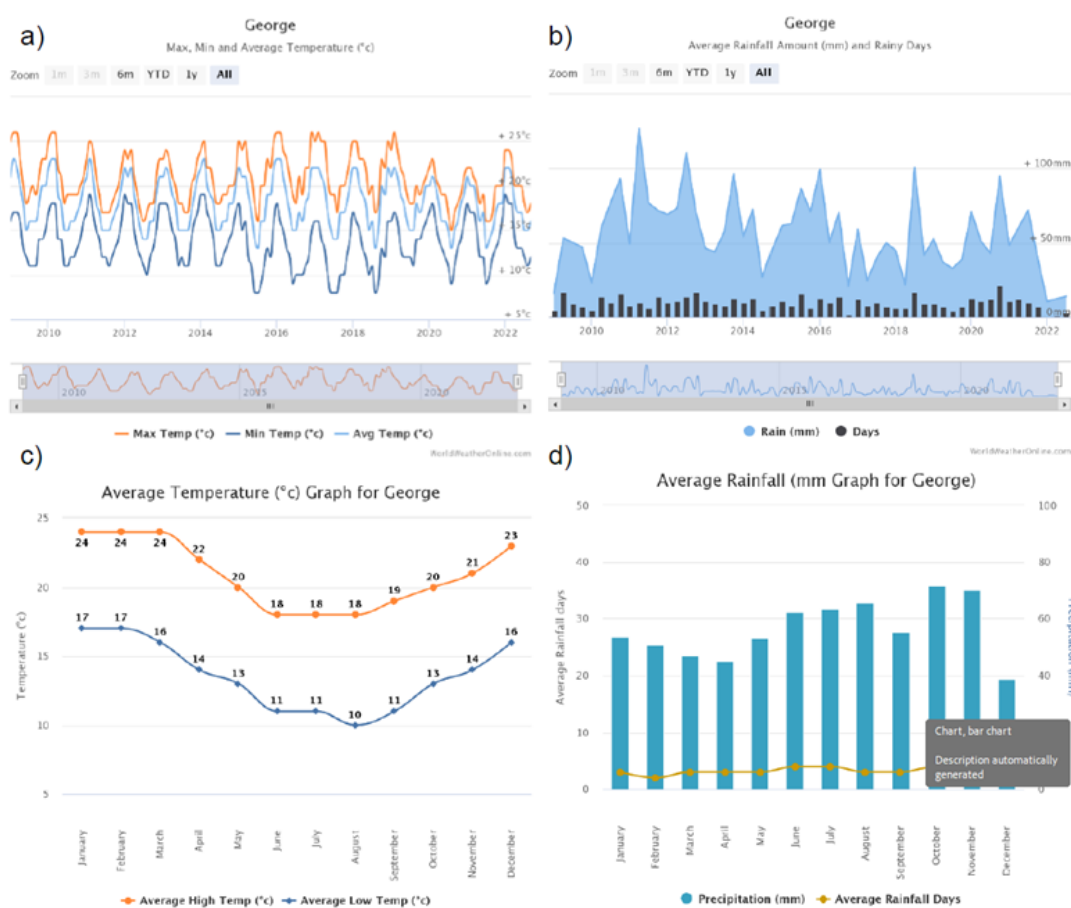 a)
George
Max, Min and Average Temperature (°c)
Zoom 1m 3m 6m YTD 1y All
+ 25°c
+ 20°c
15°c
+ 10°c
+ 5°c
2010 2012 2014 2016 2018 2020 2022
2010 2015 2020
Max Temp (°c) Min Temp (°c) Avg Temp (°c)
WorldWeatherOnline.com
b)
George
Average Rainfall Amount (mm) and Rainy Days
Zoom 1m 3m 6m YTD 1y All
+ 100mm
+ 50mm
0mm
2010 2012 2014 2016 2018 2020 2022
2010 2015 2020
Rain (mm) Days
WorldWeatherOnline.com
c)
Average Temperature (°c) Graph for George
Temperature (°c)
25
20
15
10
5
24 24 24 22 20 18 18 18 19 20 21 23
17 17 16 14 13 11 11 10 11 13 14 16
January February March April May June July August September October November December
Average High Temp (°c) Average Low Temp (°c)
d)
Average Rainfall (mm Graph for George)
Average Rainfall days
50
40
30
20
10
0
100
80
60
40
0
Chart, bar chart
Description automatically
generated
January February March April May June July August September October November December
Precipitation (mm) Average Rainfall Days